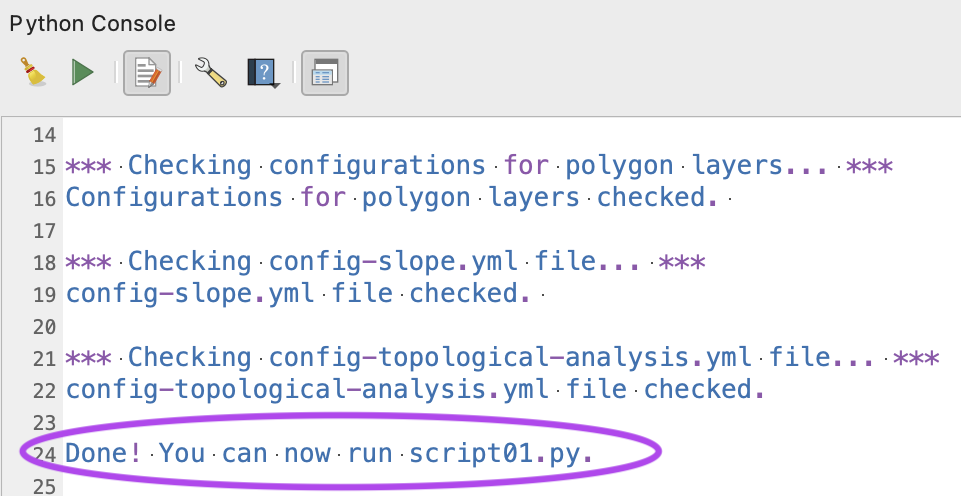 Python Console
14
15 *** Checking configurations for polygon layers... ***
16 Configurations for polygon layers checked.
17
18 *** Checking config-slope.yml file... ***
19 config-slope.yml file checked.
20
21 *** Checking config-topological-analysis.yml file... ***
22 config-topological-analysis.yml file checked.
23
24 Done! You can now run script01.py.
25